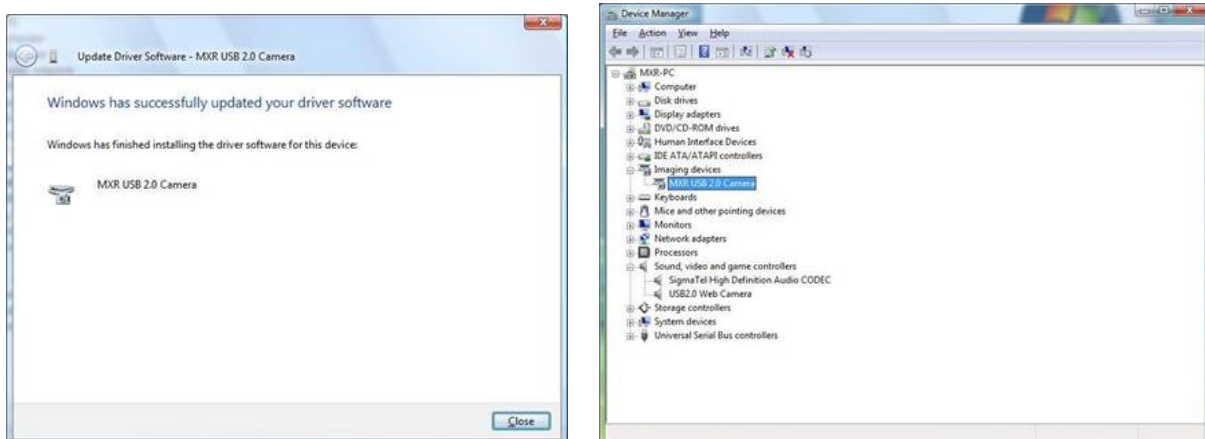 Update Driver Software - MXR USB 2.0 Camera
Windows has successfully updated your driver software
Windows has finished installing the driver software for this device:
MXR USB 2.0 Camera
Close
Device Manager
File Action View Help
MXR-PC
Computer
Disk drives
Display adapters
DVD/CD-ROM drives
Human Interface Devices
IDE ATA/ATAPI controllers
Imaging devices
MXR USB 2.0 Camera
Keyboards
Mice and other pointing devices
Monitors
Network adapters
Processors
Sound, video and game controllers
SigmaTel High Definition Audio CODEC
USB2.0 Web Camera
Storage controllers
System devices
Universal Serial Bus controllers